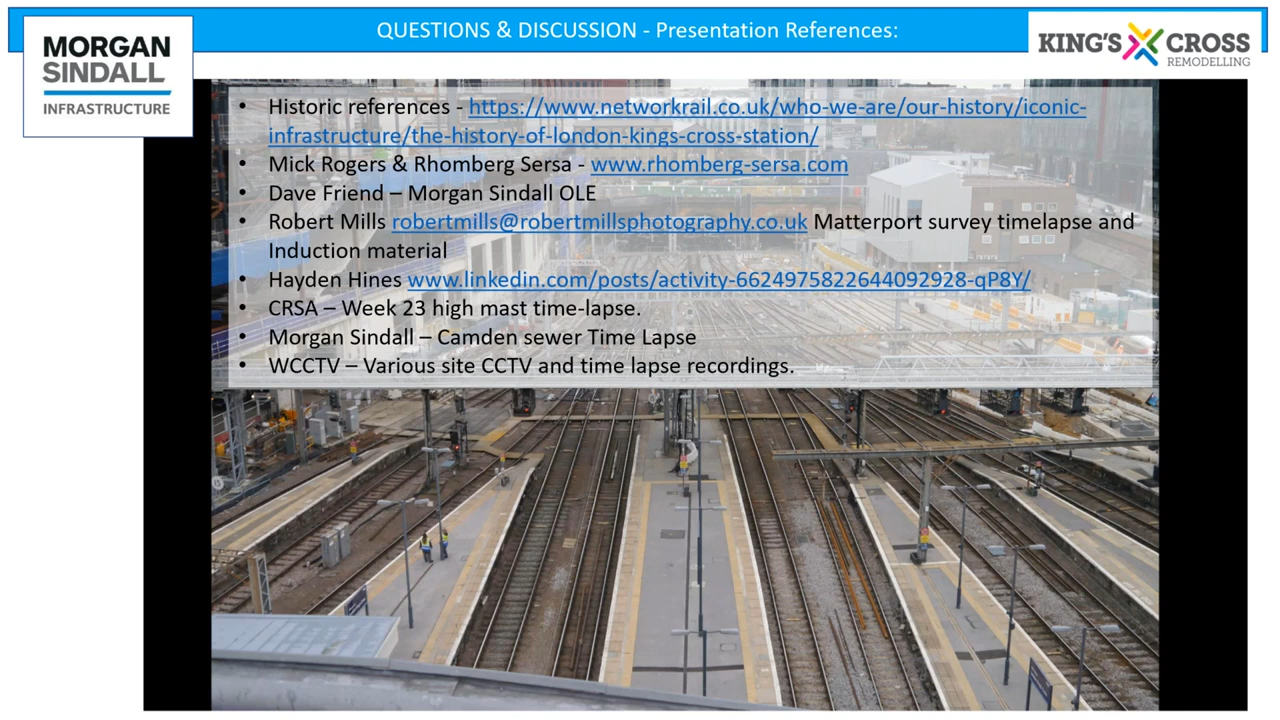 QUESTIONS & DISCUSSION - Presentation References:
MORGAN
SINDALL
INFRASTRUCTURE
KING'S CROSS
REMODELLING
• Historic references - https://www.networkrail.co.uk/who-we-are/our-history/iconic-
infrastructure/the-history-of-london-kings-cross-station/
• Mick Rogers & Rhomberg Sersa - www.rhomberg-sersa.com
• Dave Friend – Morgan Sindall OLE
• Robert Mills robertmills@robertmillsphotography.co.uk Matterport survey timelapse and
Induction material
• Hayden Hines www.linkedin.com/posts/activity-6624975822644092928-qP8Y/
• CRSA – Week 23 high mast time-lapse.
• Morgan Sindall – Camden sewer Time Lapse
• WCCTV – Various site CCTV and time lapse recordings.